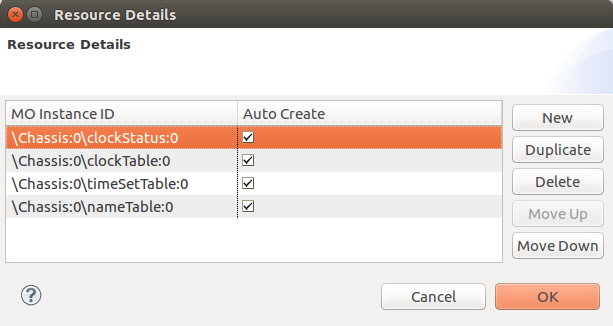 Resource Details
Resource Details
MO Instance ID Auto Create
\Chassis:0\clockStatus:0
\Chassis:0\clockTable:0
\Chassis:0\timeSetTable:0
\Chassis:0\nameTable:0
New
Duplicate
Delete
Move Up
Move Down
?
Cancel OK